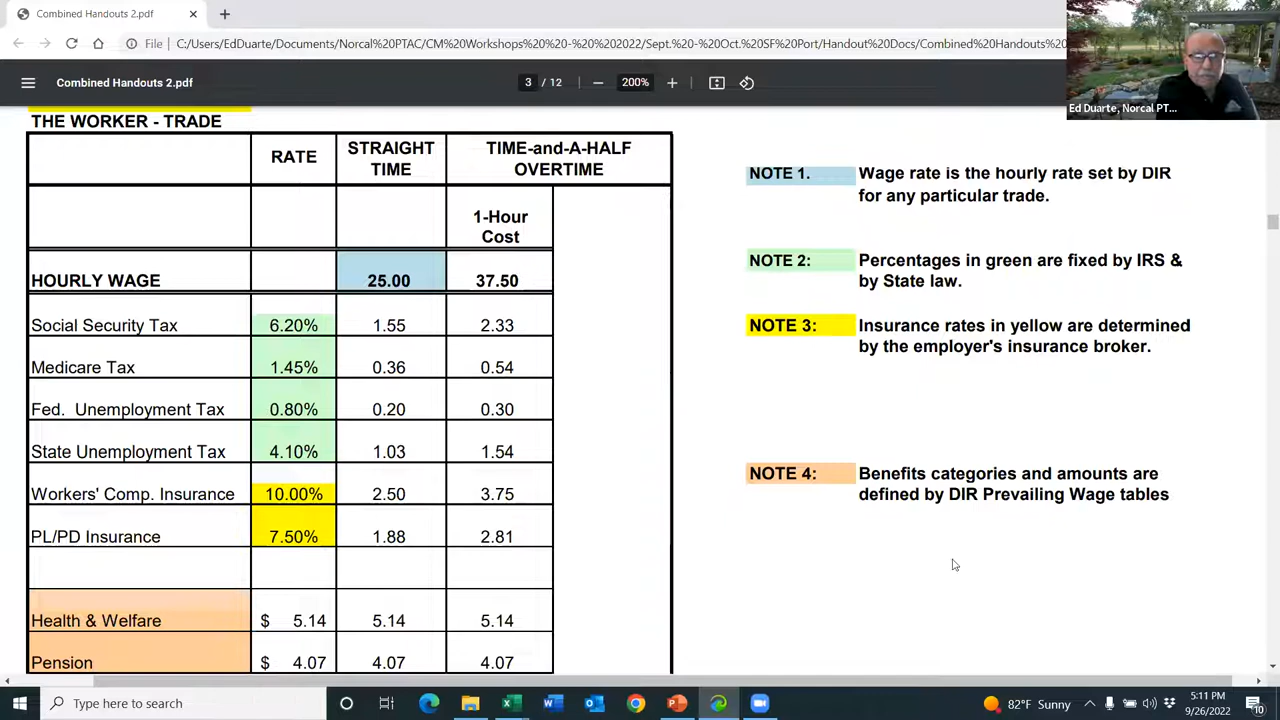 Combined Handouts 2.pdf
File C:/Users/EdDuarte/Documents/Norcal%20PTAC/CM%20Workshops%20%20-%20%202022/Sept.%20-%20Oct.%20SF%20Port/Handout%20Docs/Combined%20Handouts%20
Combined Handouts 2.pdf
3 / 12
200%
Ed Duarte, Norcal PT...
THE WORKER - TRADE
RATE STRAIGHT TIME TIME-and-A-HALF OVERTIME
1-Hour Cost
HOURLY WAGE 25.00 37.50
Social Security Tax 6.20% 1.55 2.33
Medicare Tax 1.45% 0.36 0.54
Fed. Unemployment Tax 0.80% 0.20 0.30
State Unemployment Tax 4.10% 1.03 1.54
Workers' Comp. Insurance 10.00% 2.50 3.75
PL/PD Insurance 7.50% 1.88 2.81
Health & Welfare $ 5.14 5.14 5.14
Pension $ 4.07 4.07 4.07
NOTE 1. Wage rate is the hourly rate set by DIR
for any particular trade.
NOTE 2: Percentages in green are fixed by IRS &
by State law.
NOTE 3: Insurance rates in yellow are determined
by the employer's insurance broker.
NOTE 4: Benefits categories and amounts are
defined by DIR Prevailing Wage tables
Type here to search
82°F Sunny
5:11 PM
9/26/2022
10